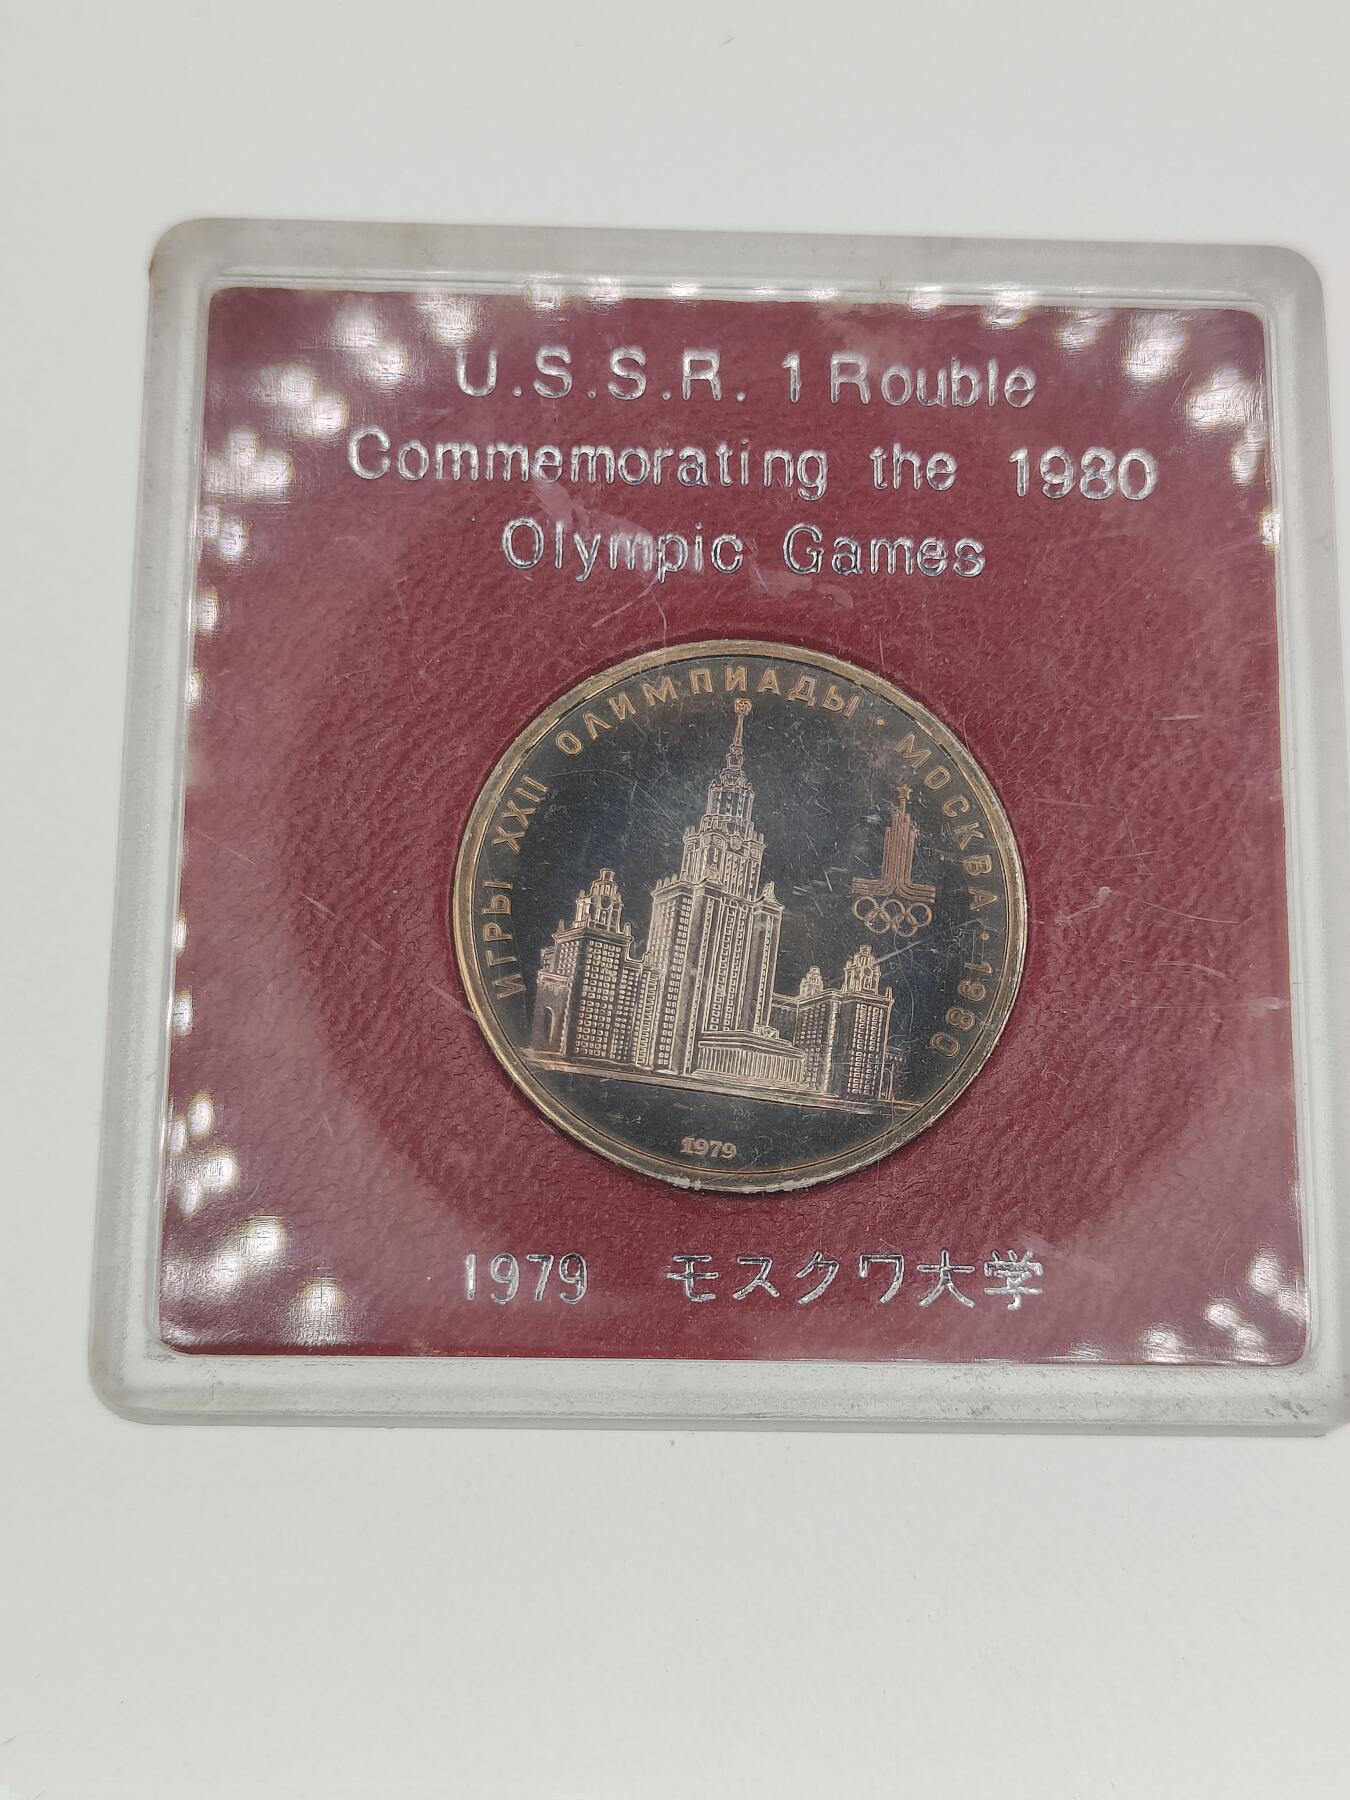 U.S.S.R. 1 Rouble
Commemorating the 1980
Olympic Games
ИГРЫ XXII ОЛИМПИАДЫ · МОСКВА · 1980
1979
1979 モスクワ大学